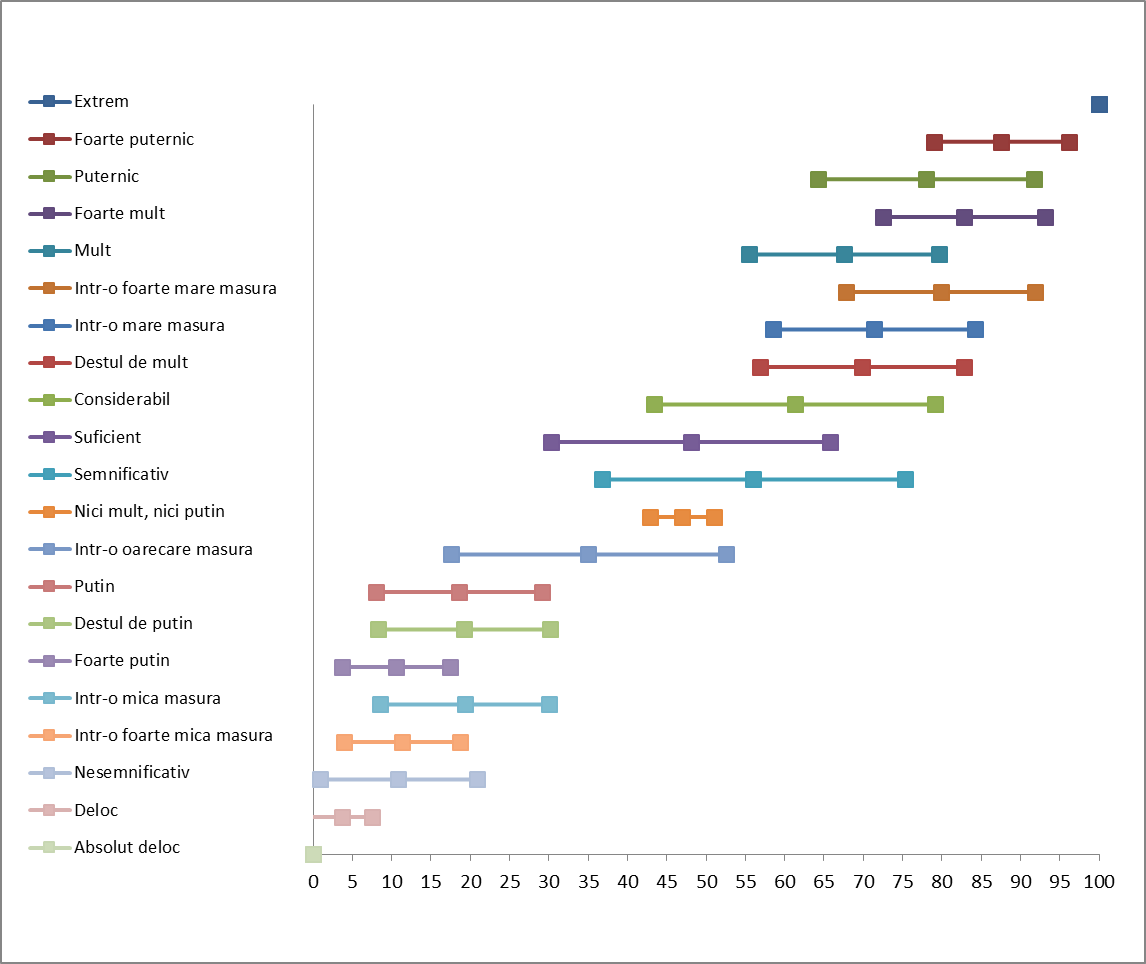 Extrem
Foarte puternic
Puternic
Foarte mult
Mult
Intr-o foarte mare masura
Intr-o mare masura
Destul de mult
Considerabil
Suficient
Semnificativ
Nici mult, nici putin
Intr-o oarecare masura
Putin
Destul de putin
Foarte putin
Intr-o mica masura
Intr-o foarte mica masura
Nesemnificativ
Deloc
Absolut deloc
0 5 10 15 20 25 30 35 40 45 50 55 60 65 70 75 80 85 90 95 100